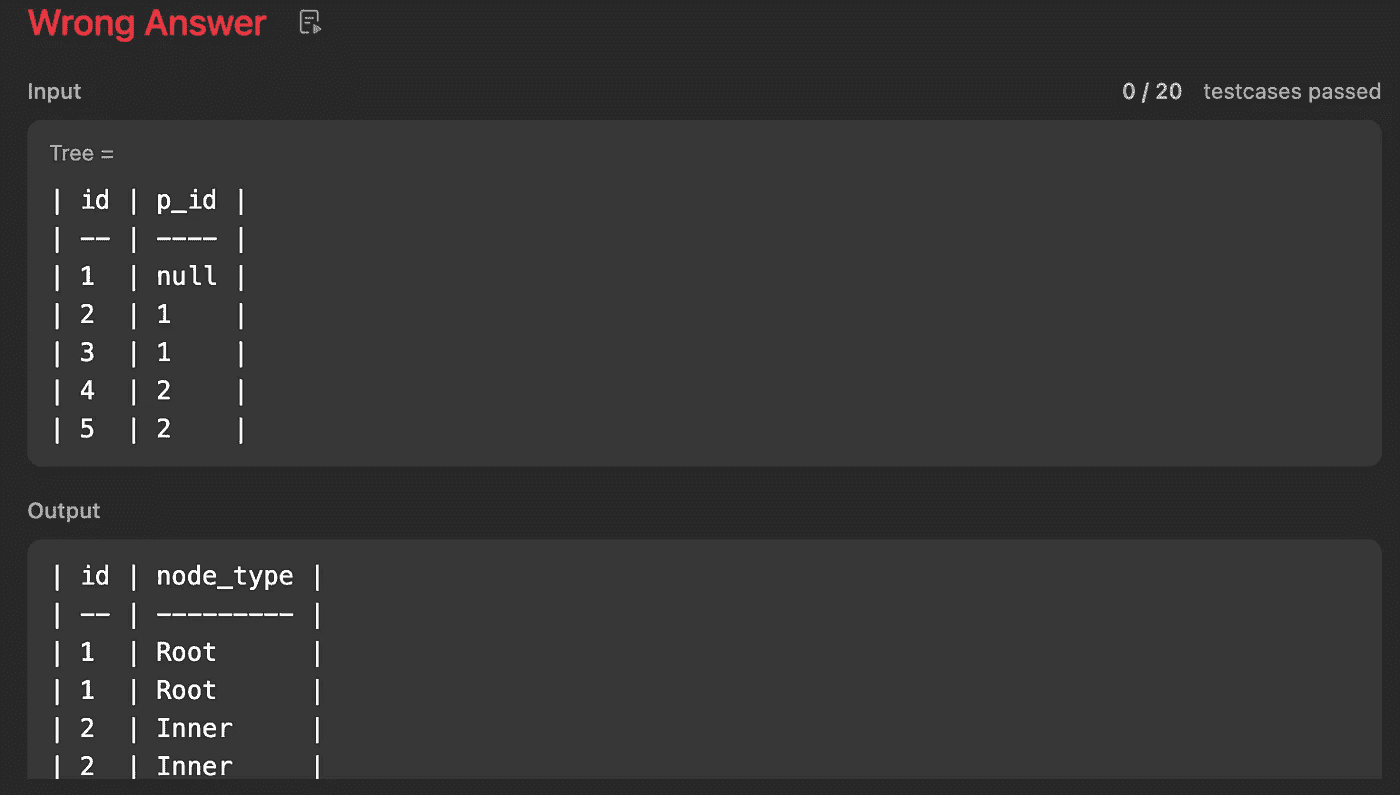 Wrong Answer
Input 0 / 20 testcases passed
Tree =
| id | p_id |
| -- | ---- |
| 1  | null |
| 2  | 1    |
| 3  | 1    |
| 4  | 2    |
| 5  | 2    |
Output
| id | node_type |
| -- | --------- |
| 1  | Root      |
| 1  | Root      |
| 2  | Inner     |
| 2  | Inner     |